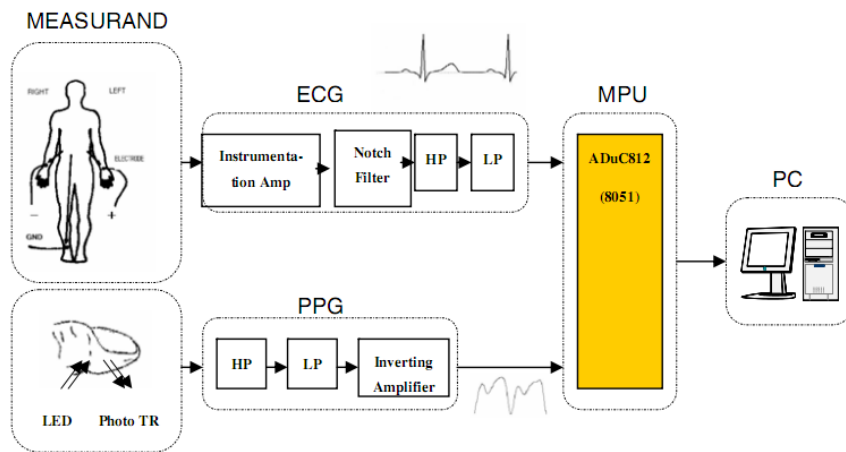 MEASURAND
RIGHT
LEFT
ELECTRODE
−
+
GND
ECG
Instrumenta-
tion Amp
Notch
Filter
HP
LP
MPU
ADuC812
(8051)
PC
LED
Photo TR
PPG
HP
LP
Inverting
Amplifier